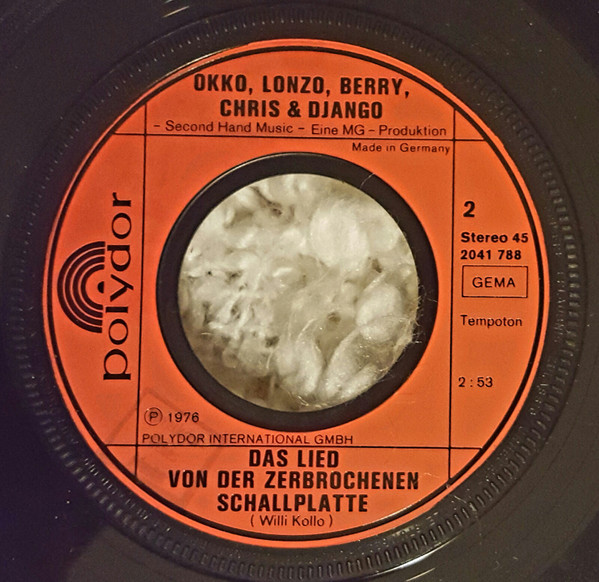 OKKO, LONZO, BERRY,
CHRIS & DJANGO
- Second Hand Music - Eine MG - Produktion
Made in Germany
polydor
2
Stereo 45
2041 788
GEMA
Tempoton
2 : 53
Ⓟ 1976
POLYDOR INTERNATIONAL GMBH
DAS LIED
VON DER ZERBROCHENEN
SCHALLPLATTE
( Willi Kollo )